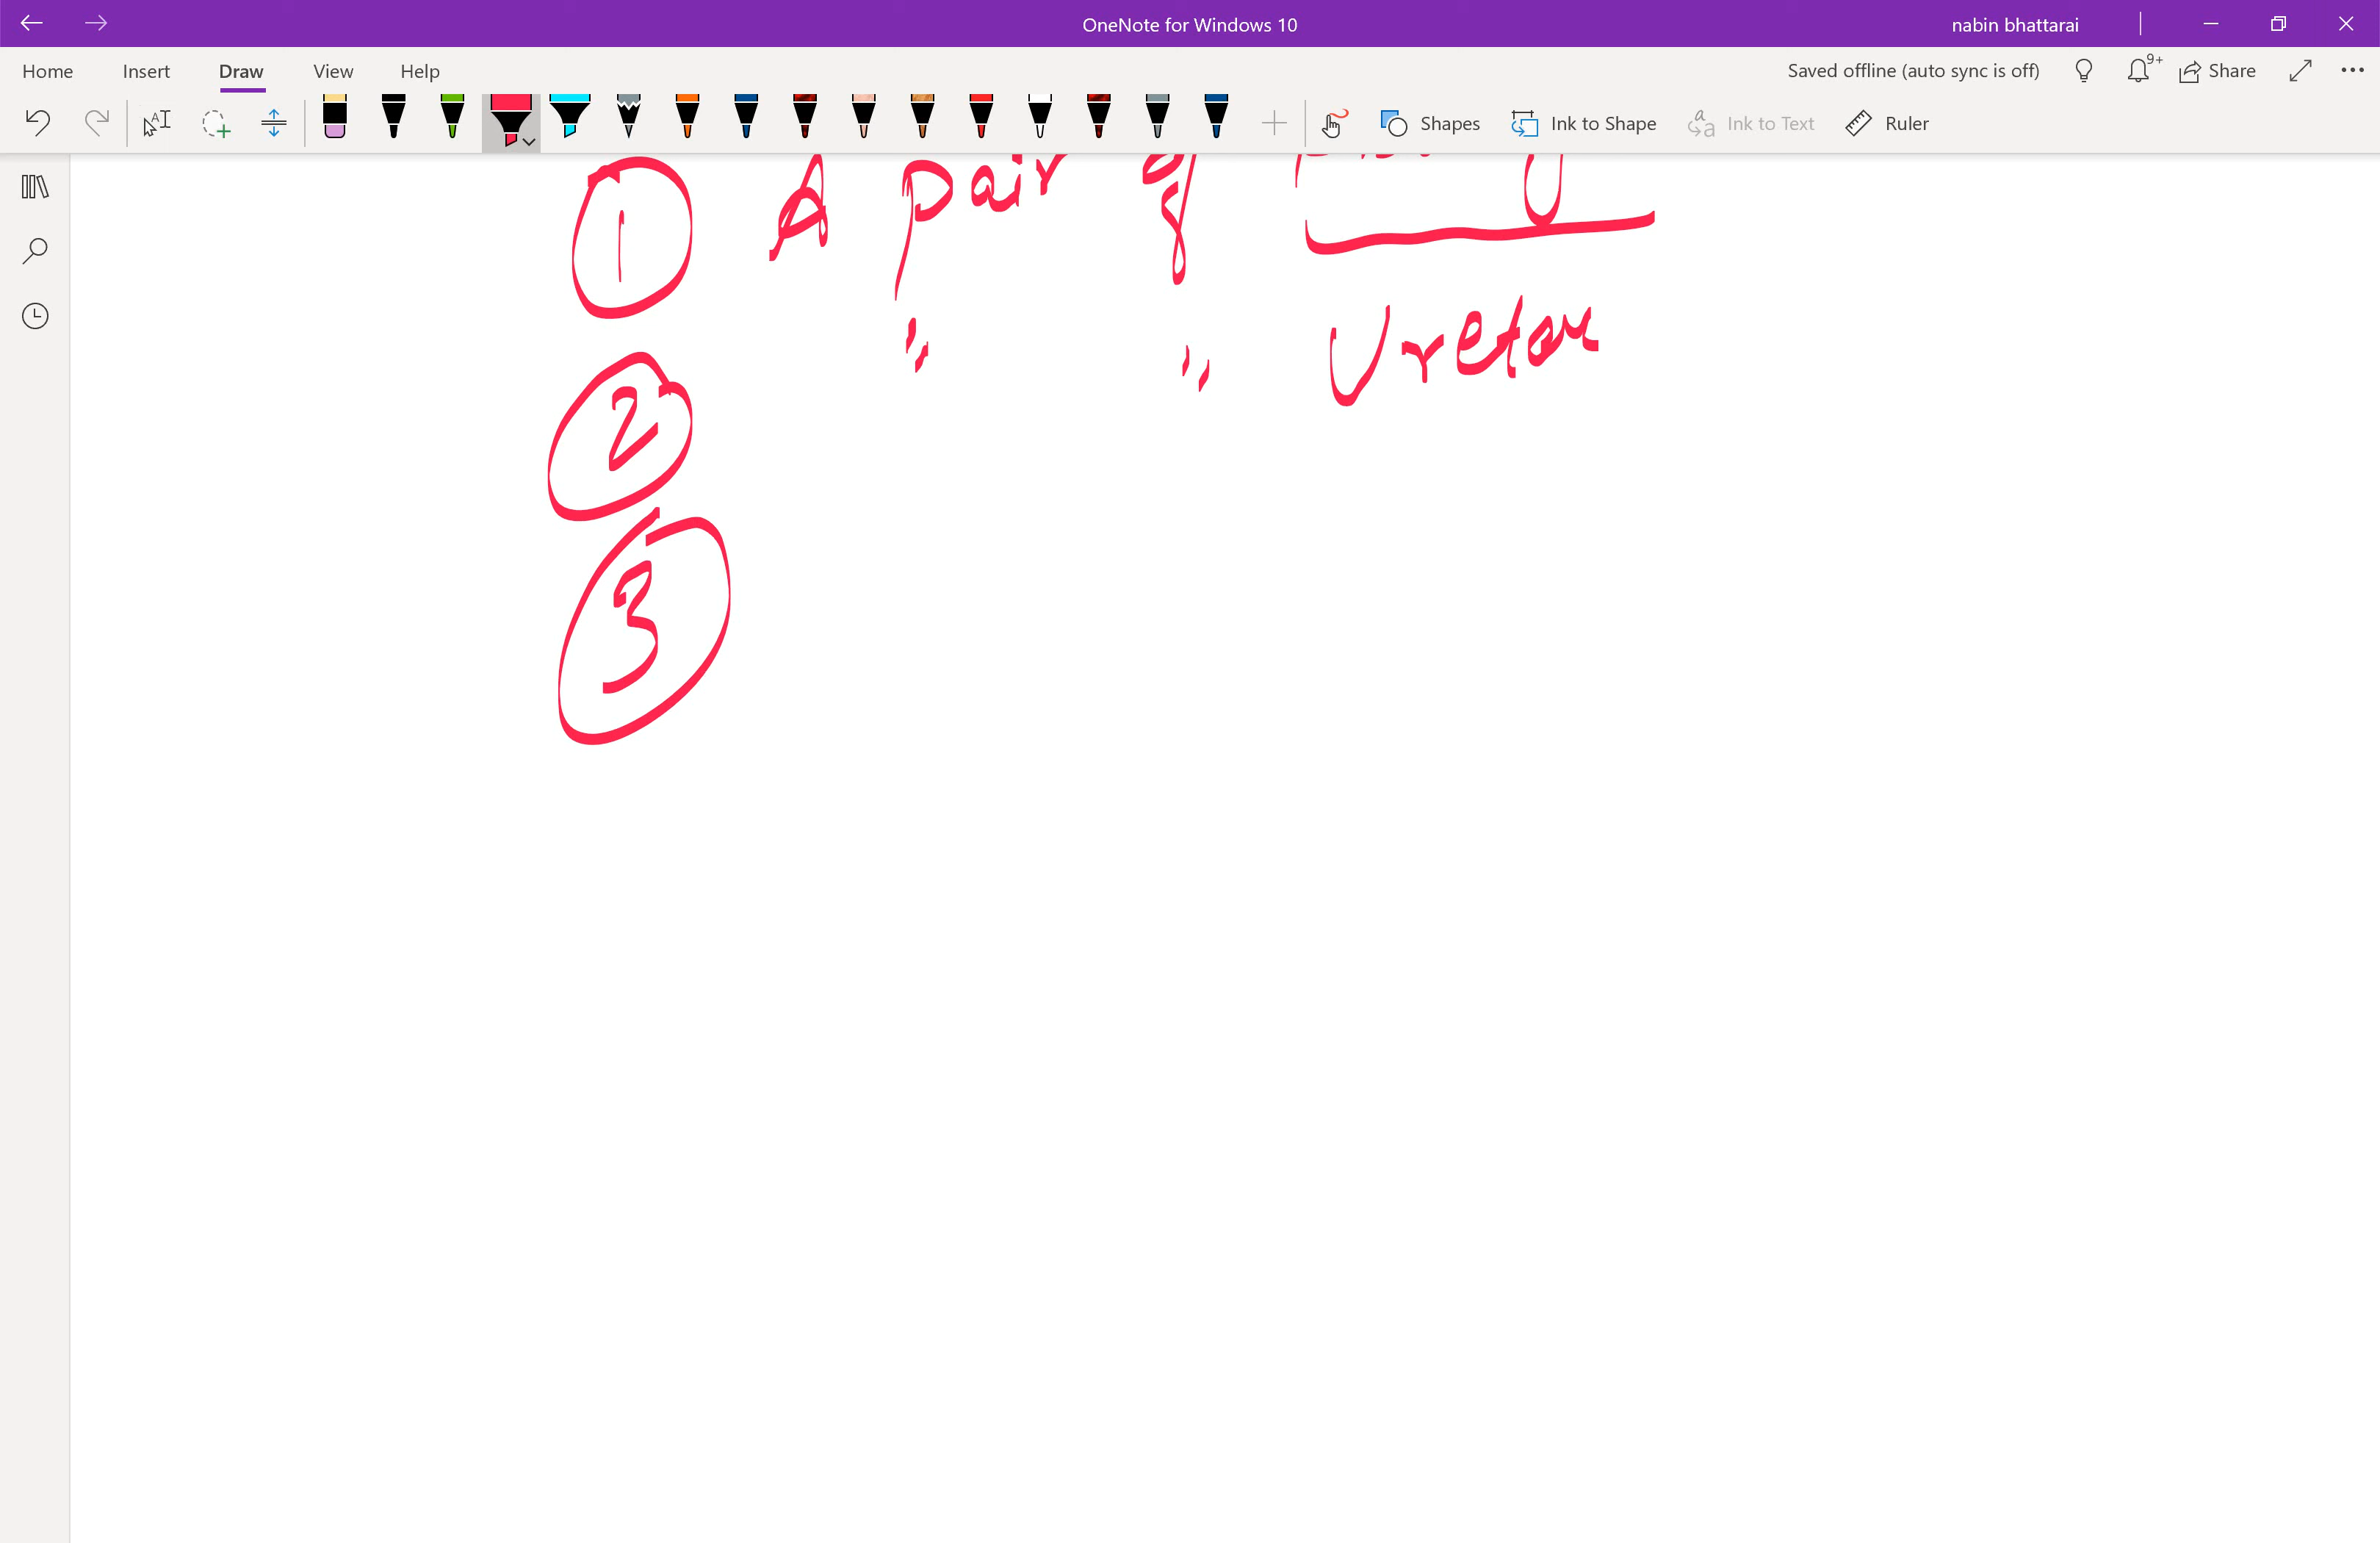 OneNote for Windows 10
nabin bhattarai
Home Insert Draw View Help
Saved offline (auto sync is off) 9+ Share
Shapes Ink to Shape Ink to Text Ruler
1 A pair of
2 " "
3